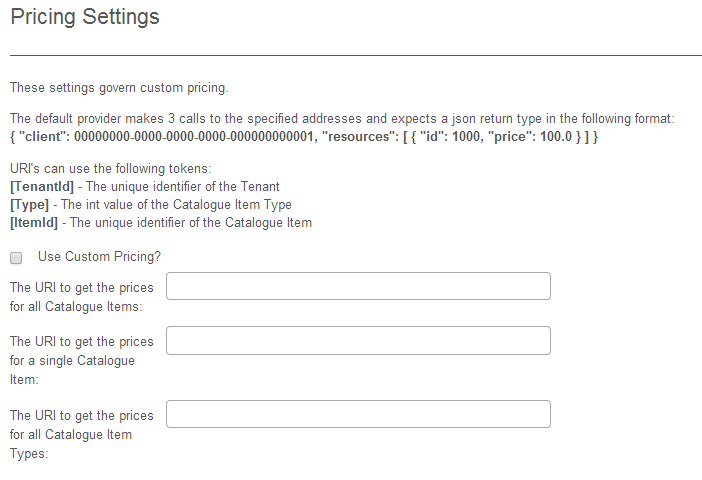 Pricing Settings
These settings govern custom pricing.
The default provider makes 3 calls to the specified addresses and expects a json return type in the following format:
{ "client": 00000000-0000-0000-0000-000000000001, "resources": [ { "id": 1000, "price": 100.0 } ] }
URI's can use the following tokens:
[TenantId] - The unique identifier of the Tenant
[Type] - The int value of the Catalogue Item Type
[ItemId] - The unique identifier of the Catalogue Item
Use Custom Pricing?
The URI to get the prices
for all Catalogue Items:
The URI to get the prices
for a single Catalogue
Item:
The URI to get the prices
for all Catalogue Item
Types: